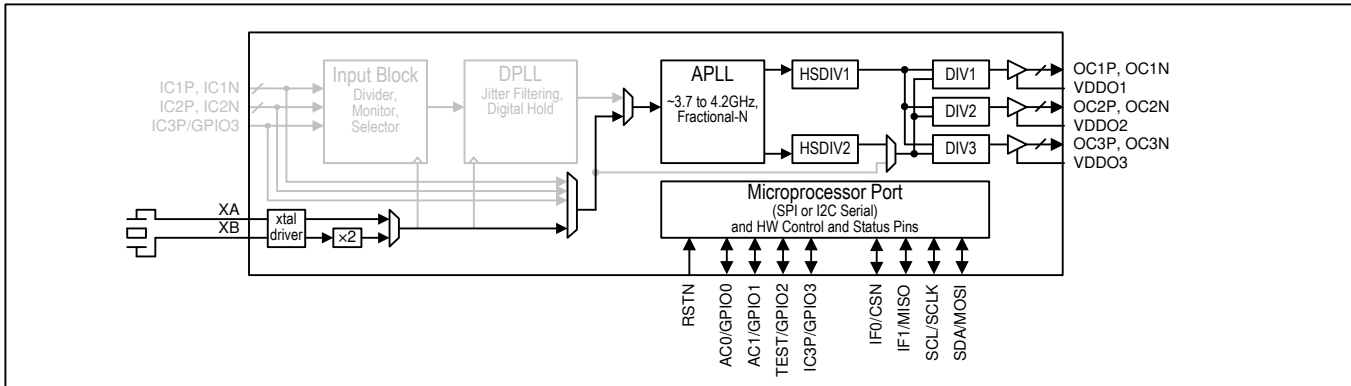 IC1P, IC1N
IC2P, IC2N
IC3P/GPIO3
Input Block
Divider,
Monitor,
Selector
DPLL
Jitter Filtering,
Digital Hold
APLL
~3.7 to 4.2GHz,
Fractional-N
HSDIV1
HSDIV2
DIV1
DIV2
DIV3
OC1P, OC1N
VDDO1
OC2P, OC2N
VDDO2
OC3P, OC3N
VDDO3
XA
XB
xtal
driver
×2
Microprocessor Port
(SPI or I2C Serial)
and HW Control and Status Pins
RSTN
AC0/GPIO0
AC1/GPIO1
TEST/GPIO2
IC3P/GPIO3
IF0/CSN
IF1/MISO
SCL/SCLK
SDA/MOSI